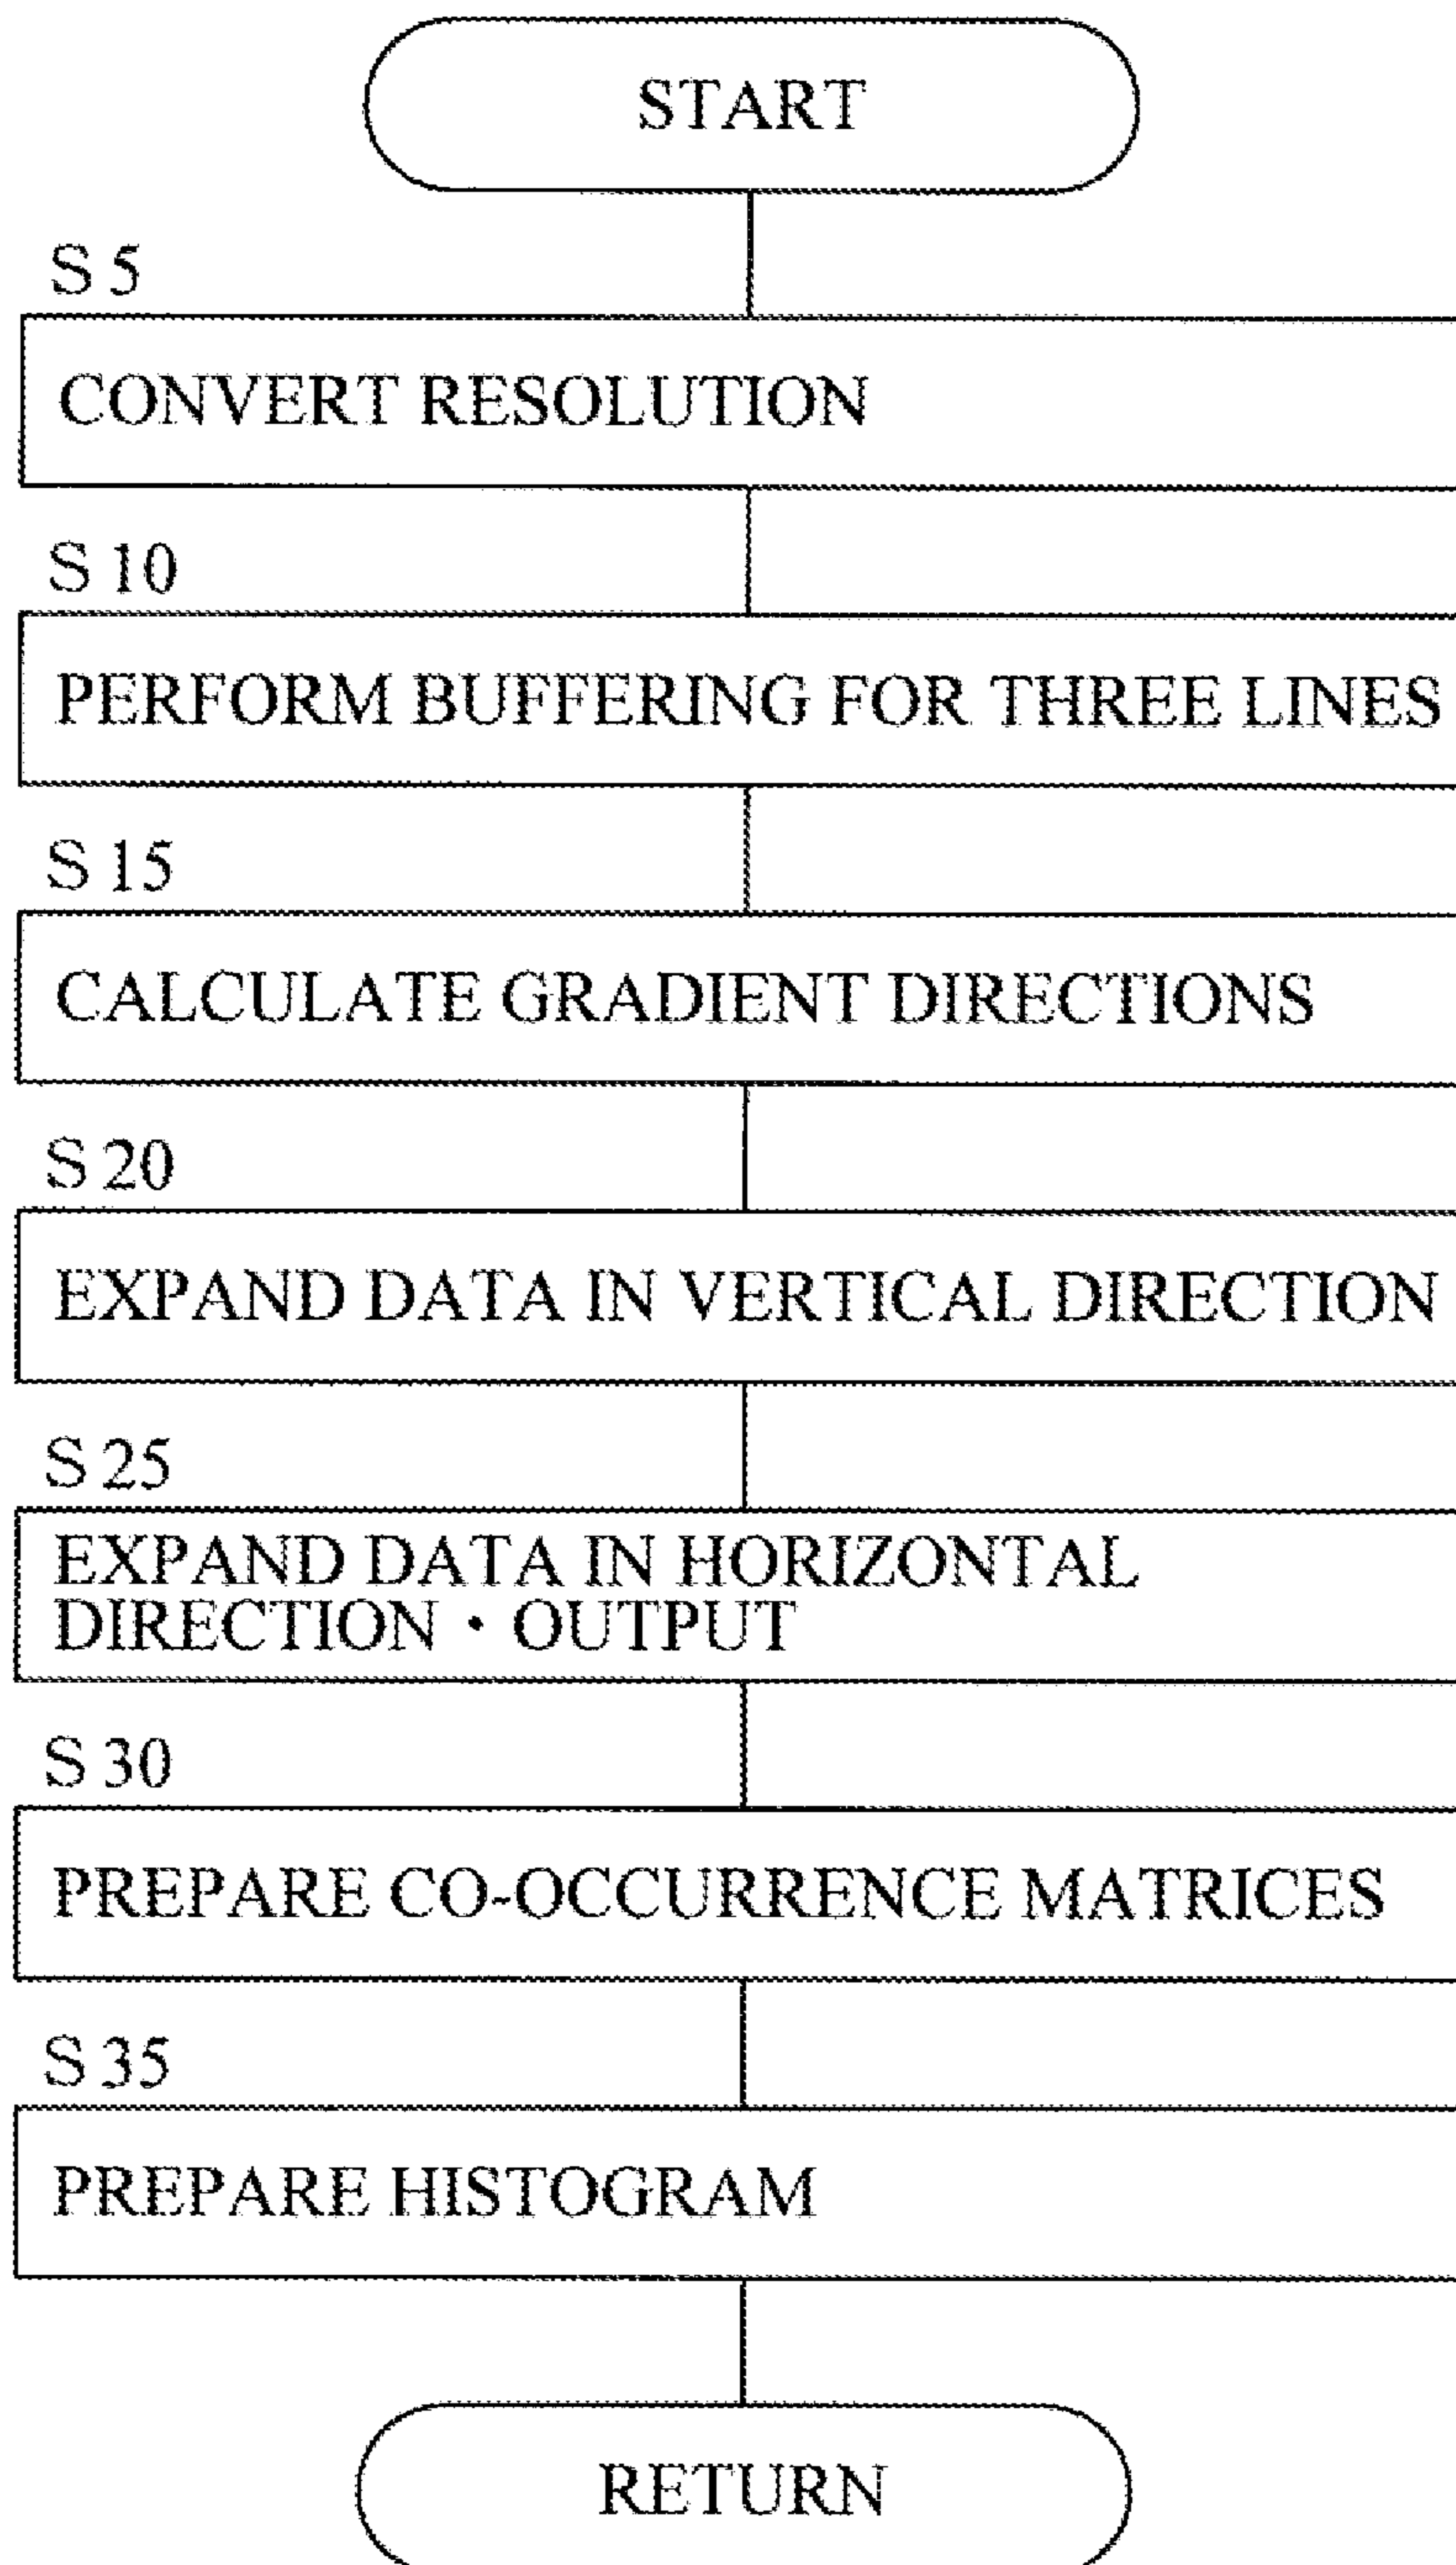 START
S 5
CONVERT RESOLUTION
S 10
PERFORM BUFFERING FOR THREE LINES
S 15
CALCULATE GRADIENT DIRECTIONS
S 20
EXPAND DATA IN VERTICAL DIRECTION
S 25
EXPAND DATA IN HORIZONTAL
DIRECTION・OUTPUT
S 30
PREPARE CO-OCCURRENCE MATRICES
S 35
PREPARE HISTOGRAM
RETURN